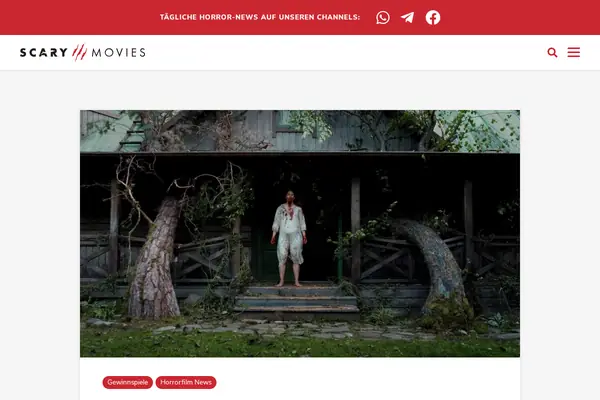 TÄGLICHE HORROR-NEWS AUF UNSEREN CHANNELS:
SCARY MOVIES
Gewinnspiele Horrorfilm News